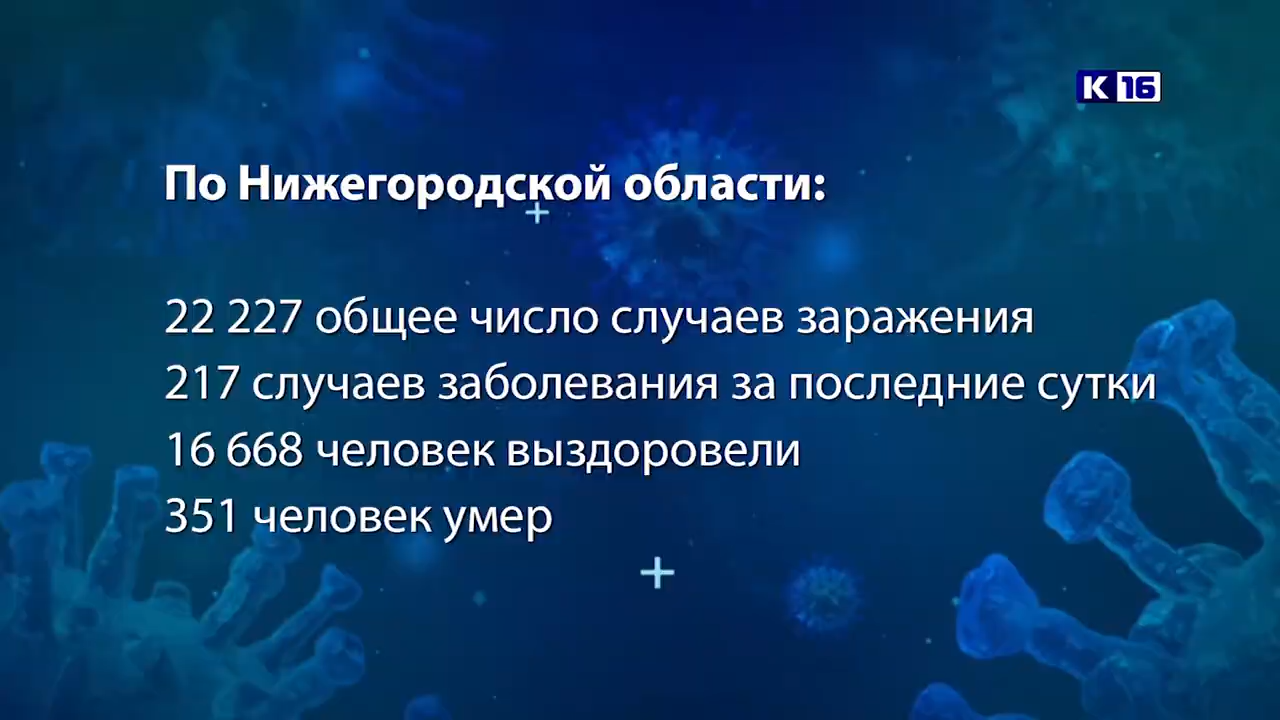 К 16
По Нижегородской области:
22 227 общее число случаев заражения
217 случаев заболевания за последние сутки
16 668 человек выздоровели
351 человек умер